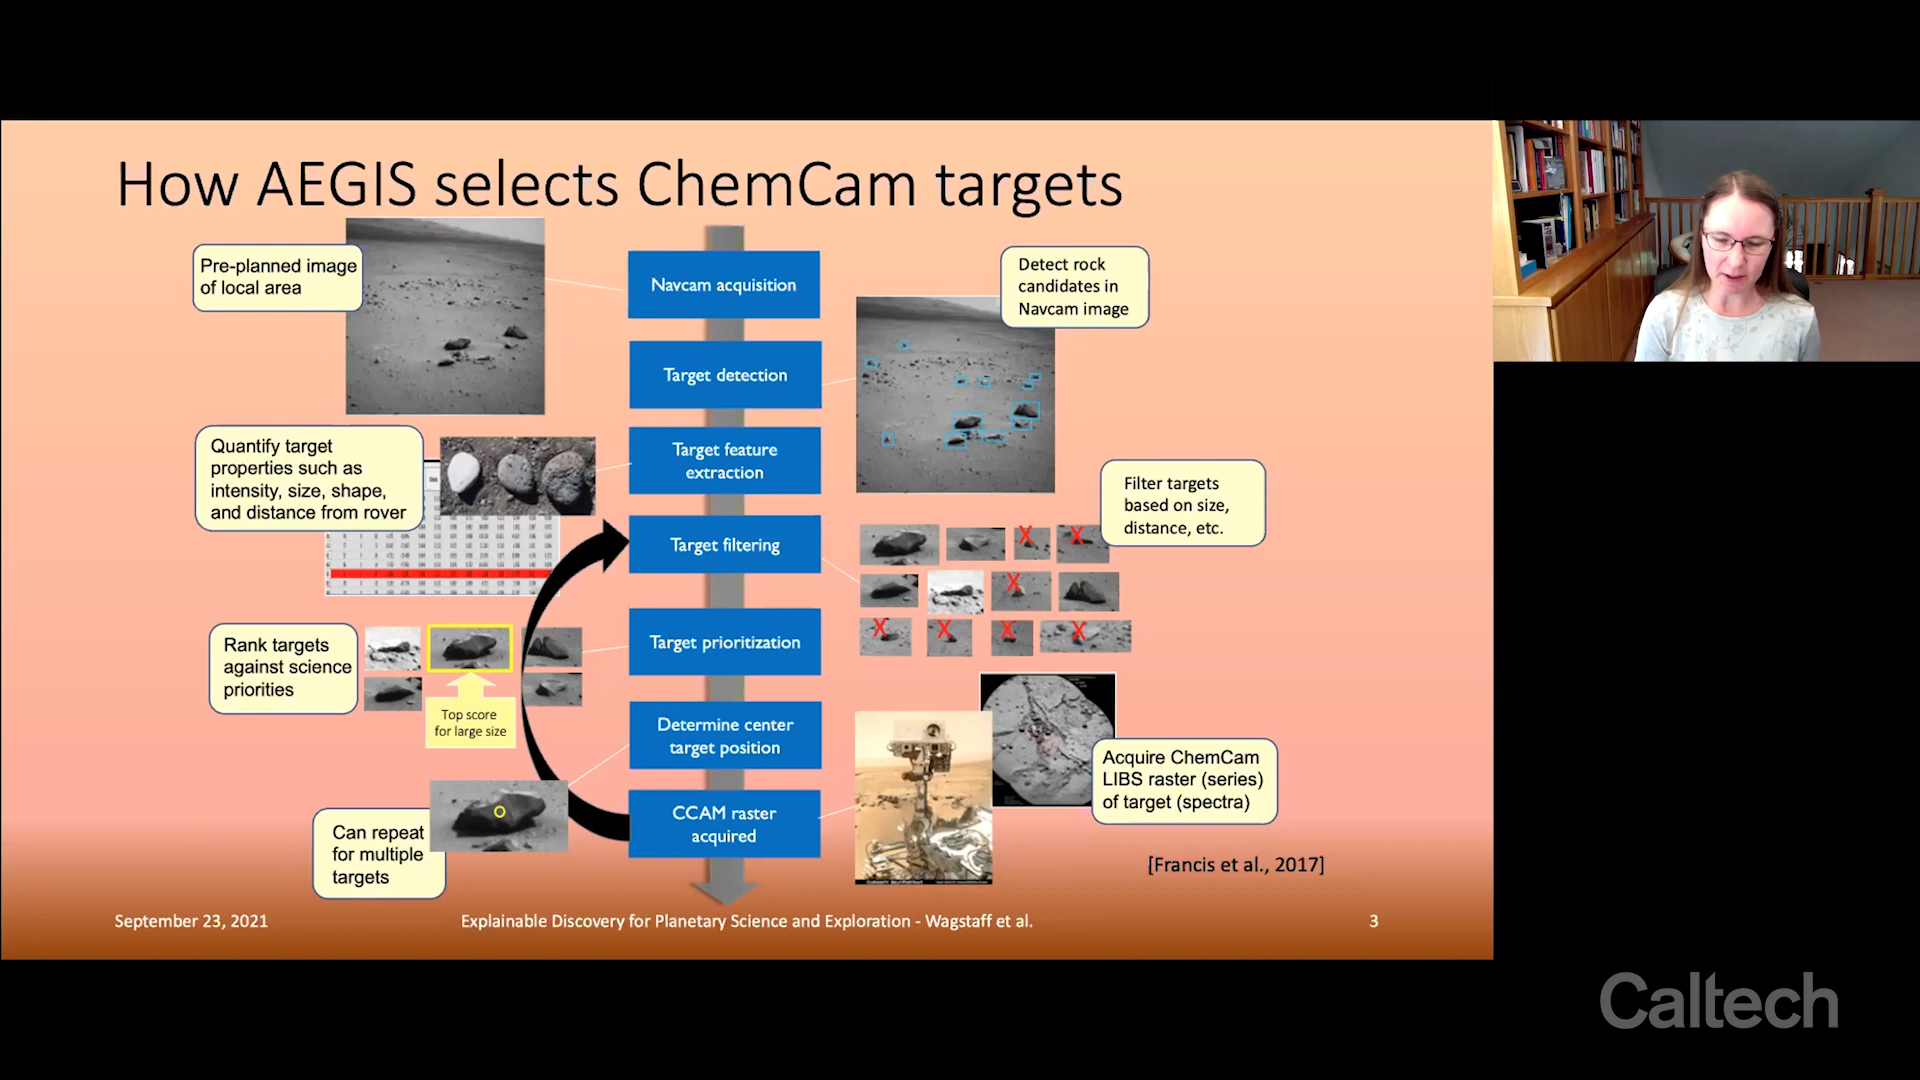 How AEGIS selects ChemCam targets
Pre-planned image
of local area
Navcam acquisition
Detect rock
candidates in
Navcam image
Target detection
Quantify target
properties such as
intensity, size, shape,
and distance from rover
Target feature
extraction
Filter targets
based on size,
distance, etc.
Target filtering
X
X
X
X
X
X
X
Rank targets
against science
priorities
Target prioritization
Top score
for large size
Determine center
target position
Acquire ChemCam
LIBS raster (series)
of target (spectra)
CCAM raster
acquired
Can repeat
for multiple
targets
[Francis et al., 2017]
September 23, 2021
Explainable Discovery for Planetary Science and Exploration - Wagstaff et al.
3
Caltech